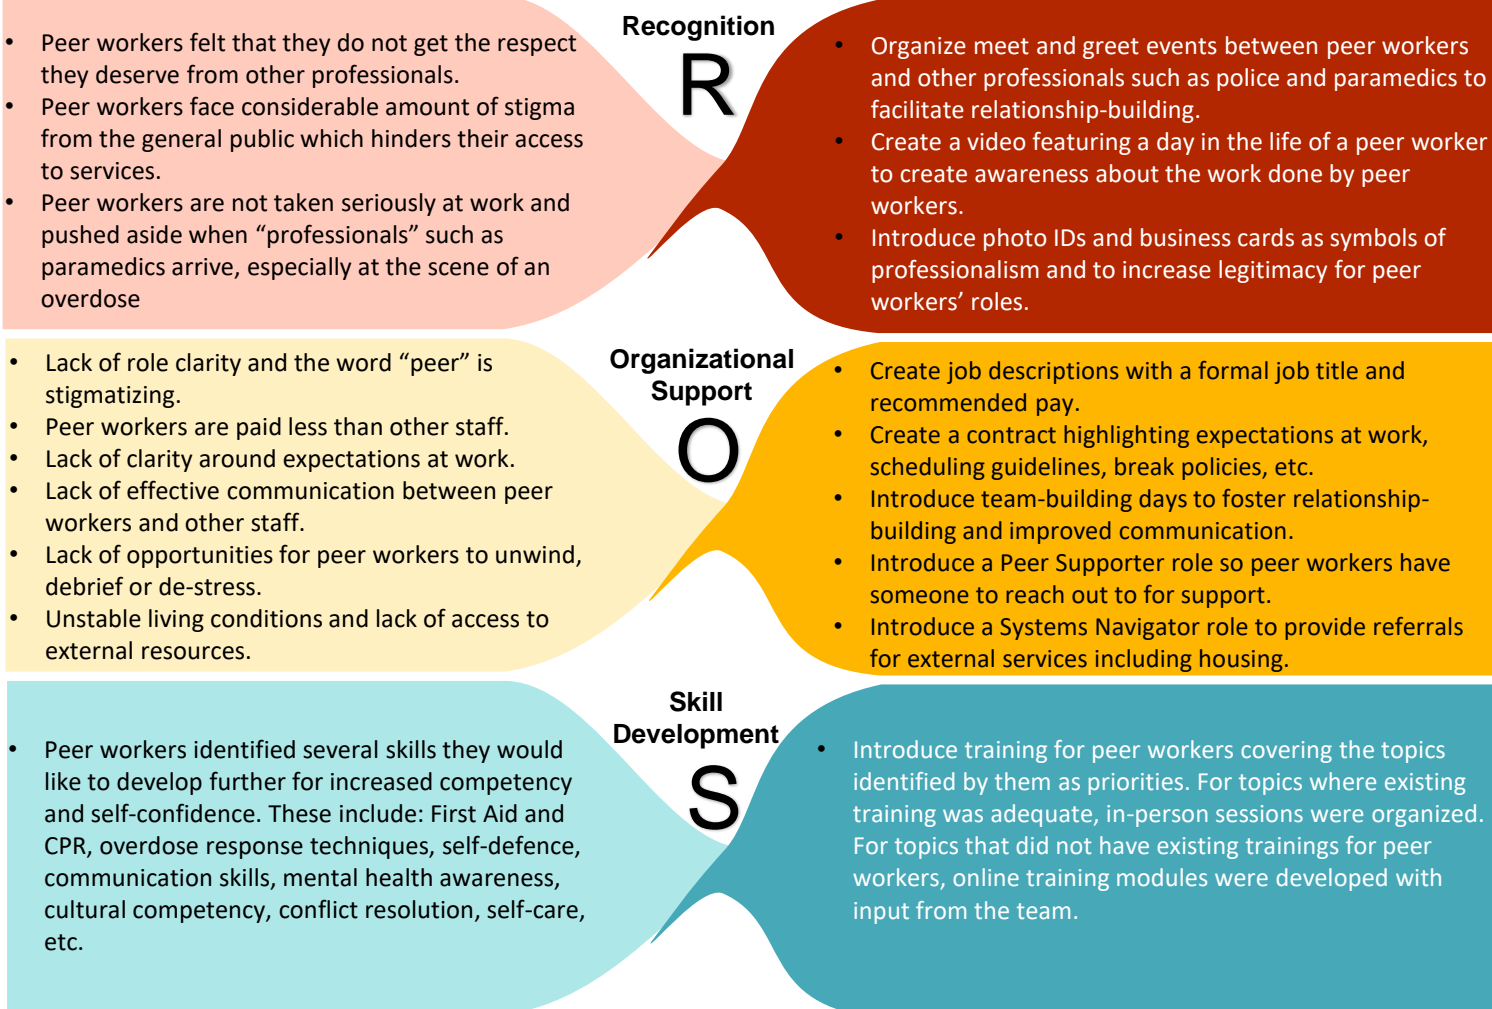 Recognition
R
• Peer workers felt that they do not get the respect
they deserve from other professionals.
• Peer workers face considerable amount of stigma
from the general public which hinders their access
to services.
• Peer workers are not taken seriously at work and
pushed aside when “professionals” such as
paramedics arrive, especially at the scene of an
overdose
• Organize meet and greet events between peer workers
and other professionals such as police and paramedics to
facilitate relationship-building.
• Create a video featuring a day in the life of a peer worker
to create awareness about the work done by peer
workers.
• Introduce photo IDs and business cards as symbols of
professionalism and to increase legitimacy for peer
workers’ roles.
Organizational
Support
O
• Lack of role clarity and the word “peer” is
stigmatizing.
• Peer workers are paid less than other staff.
• Lack of clarity around expectations at work.
• Lack of effective communication between peer
workers and other staff.
• Lack of opportunities for peer workers to unwind,
debrief or de-stress.
• Unstable living conditions and lack of access to
external resources.
• Create job descriptions with a formal job title and
recommended pay.
• Create a contract highlighting expectations at work,
scheduling guidelines, break policies, etc.
• Introduce team-building days to foster relationship-
building and improved communication.
• Introduce a Peer Supporter role so peer workers have
someone to reach out to for support.
• Introduce a Systems Navigator role to provide referrals
for external services including housing.
Skill
Development
S
• Peer workers identified several skills they would
like to develop further for increased competency
and self-confidence. These include: First Aid and
CPR, overdose response techniques, self-defence,
communication skills, mental health awareness,
cultural competency, conflict resolution, self-care,
etc.
• Introduce training for peer workers covering the topics
identified by them as priorities. For topics where existing
training was adequate, in-person sessions were organized.
For topics that did not have existing trainings for peer
workers, online training modules were developed with
input from the team.